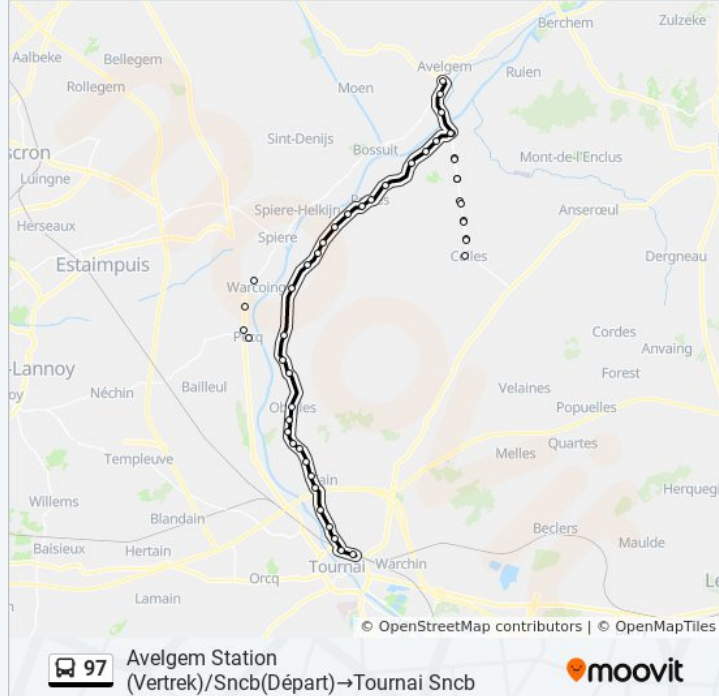 Berchem
Zulzeke
Aalbeke
Bellegem
Avelgem
Rollegem
Moen
Ruien
Sint-Denijs
Bossuit
Mont-de-l'Enclus
Luingne
Spiere-Helkijn
Anserœul
Herseaux
Spiere
Celles
Dergneau
Estaimpuis
Warcoing
Pecq
Cordes
Anvaing
-Lannoy
Forest
Néchin
Bailleul
Velaines
Popuelles
Quartes
Melles
Templeuve
Willems
Blandain
Beclers
Baisieux
Hertain
Maulde
Tournai
Warchin
Orcq
Lamain
© OpenStreetMap contributors | © OpenMapTiles
97
Avelgem Station
(Vertrek)/Sncb(Départ)→Tournai Sncb
moovit